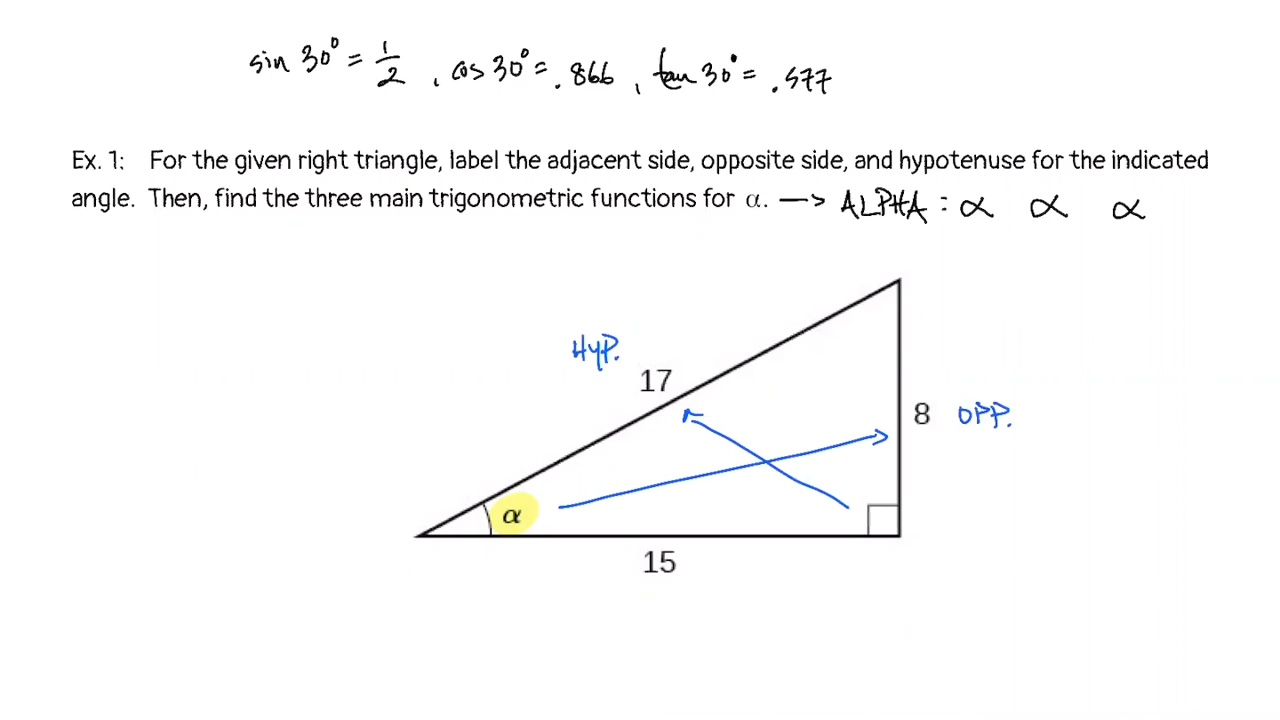 sin 30° = 1/2 , cos 30° = .866 , tan 30° = .577
Ex. 1: For the given right triangle, label the adjacent side, opposite side, and hypotenuse for the indicated
angle. Then, find the three main trigonometric functions for α. —> ALPHA : α α α
HYP.
17
8 OPP.
α
15